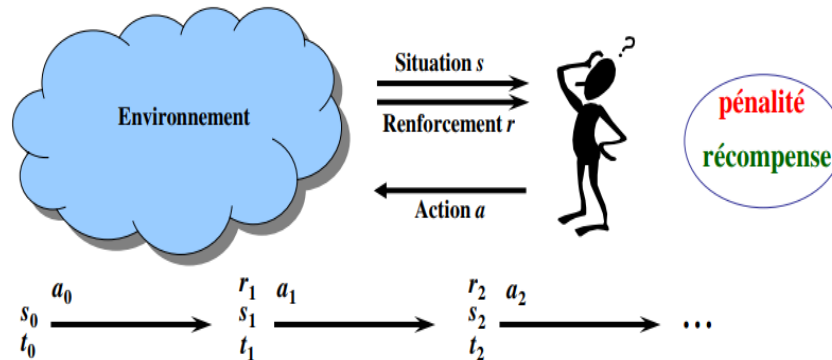 Situation s
Environnement
Renforcement r
Action a
?
pénalité
récompense
a0
s0
t0
r1 a1
s1
t1
r2 a2
s2
t2
...